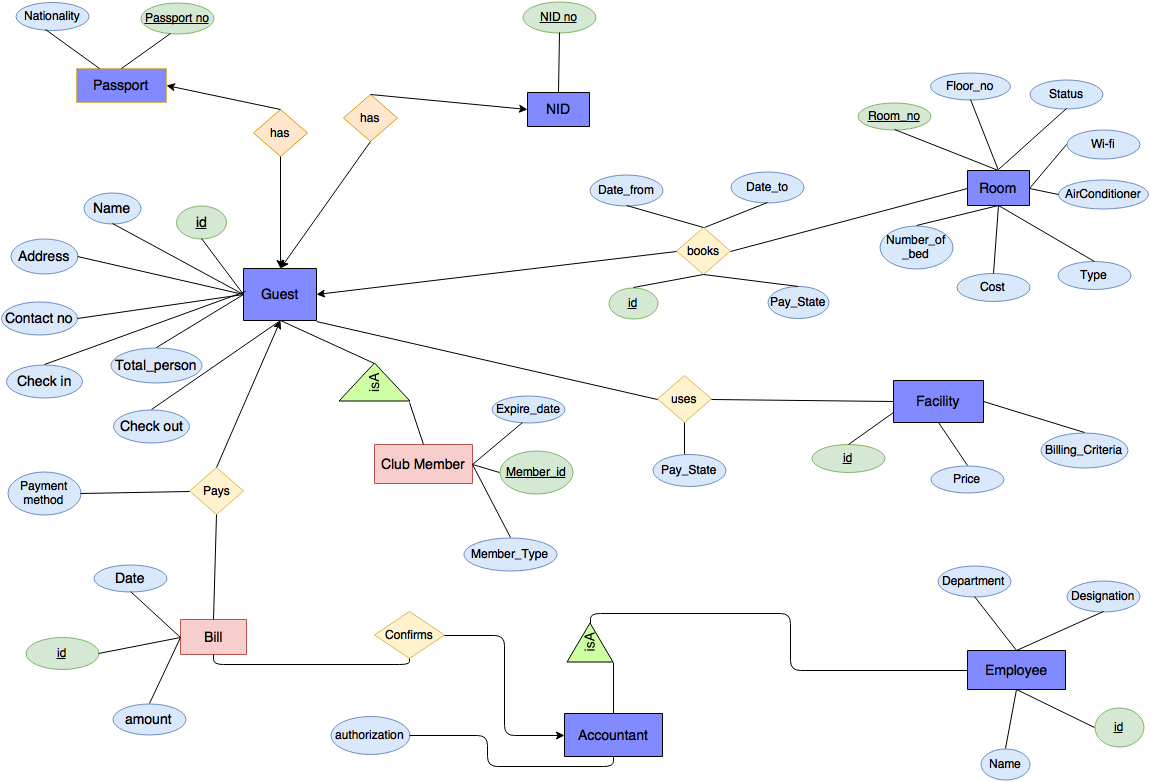 Nationality
Passport no
NID no
Passport
NID
has
has
Floor_no
Status
Room_no
Wi-fi
Room
AirConditioner
Date_from
Date_to
Name
id
Address
books
Number_of
_bed
Type
Cost
Guest
id
Pay_State
Contact no
Total_person
Check in
isA
uses
Facility
Check out
Expire_date
Club Member
Member_id
id
Price
Billing_Criteria
Pay_State
Payment
method
Pays
Member_Type
Date
Department
Designation
id
Bill
Confirms
isA
Employee
amount
authorization
Accountant
id
Name